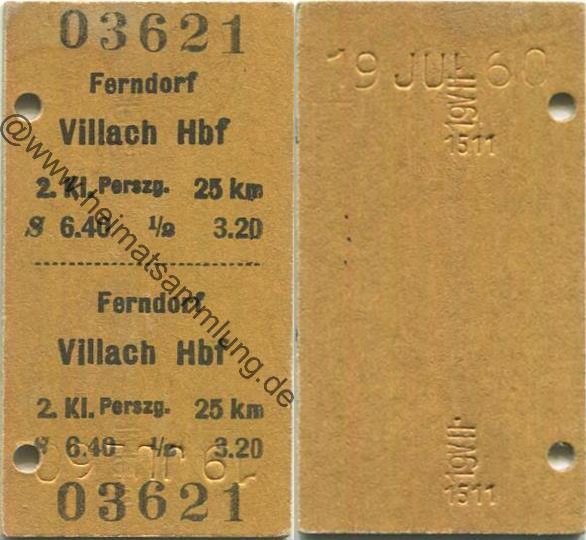 03621
Ferndorf
Villach Hbf
2. Kl. Perszg. 25 km
S 6.40 1/2 3.20
Ferndorf
Villach Hbf
2. Kl. Perszg. 25 km
S 6.40 1/2 3.20
03621
@www.heimatsammlung.de
19 JUL 60
1511
1511